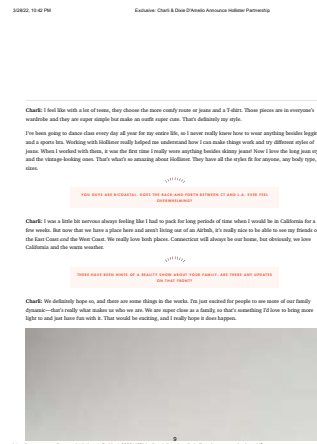 3/28/22, 10:42 PM Exclusive: Charli & Dixie D'Amelio Announce Hollister Partnership
Charli: I feel like with a lot of teens, they choose the more comfy route or jeans and a T-shirt. Those pieces are in everyone's
wardrobe and they are super simple but make an outfit super cute. That's definitely my style.
I've been going to dance class every day all year for my entire life, so I never really knew how to wear anything besides
and a sports bra. Working with Hollister really helped me understand how I can make things work and try different styles of
jeans. When I worked with them, it was the first time I really wore anything besides skinny jeans! Now I love the long jean
and the vintage-looking ones. That's what's so amazing about Hollister. They have all the styles fit for anyone, any body type,
sizes.
YOU GUYS ARE BICOASTAL. DOES THE BACK-AND-FORTH BETWEEN CT AND L.A. EVER FEEL
OVERWHELMING?
Charli: I was a little bit nervous always feeling like I had to pack for long periods of time when I would be in California for a
few weeks. But now that we have a place here and aren't living out of an Airbnb, it's really nice to be able to see my friends
the East Coast and the West Coast. We really love both places. Connecticut will always be our home, but obviously, we love
California and the warm weather.
THERE HAVE BEEN HINTS OF A REALITY SHOW ABOUT YOUR FAMILY. ARE THERE ANY UPDATES
ON THAT FRONT?
Charli: We definitely hope so, and there are some things in the works. I'm just excited for people to see more of our family
dynamic—that's really what makes us who we are. We are super close as a family, so that's something I'd love to bring more
light to and just have fun with it. That would be exciting, and I really hope it does happen.